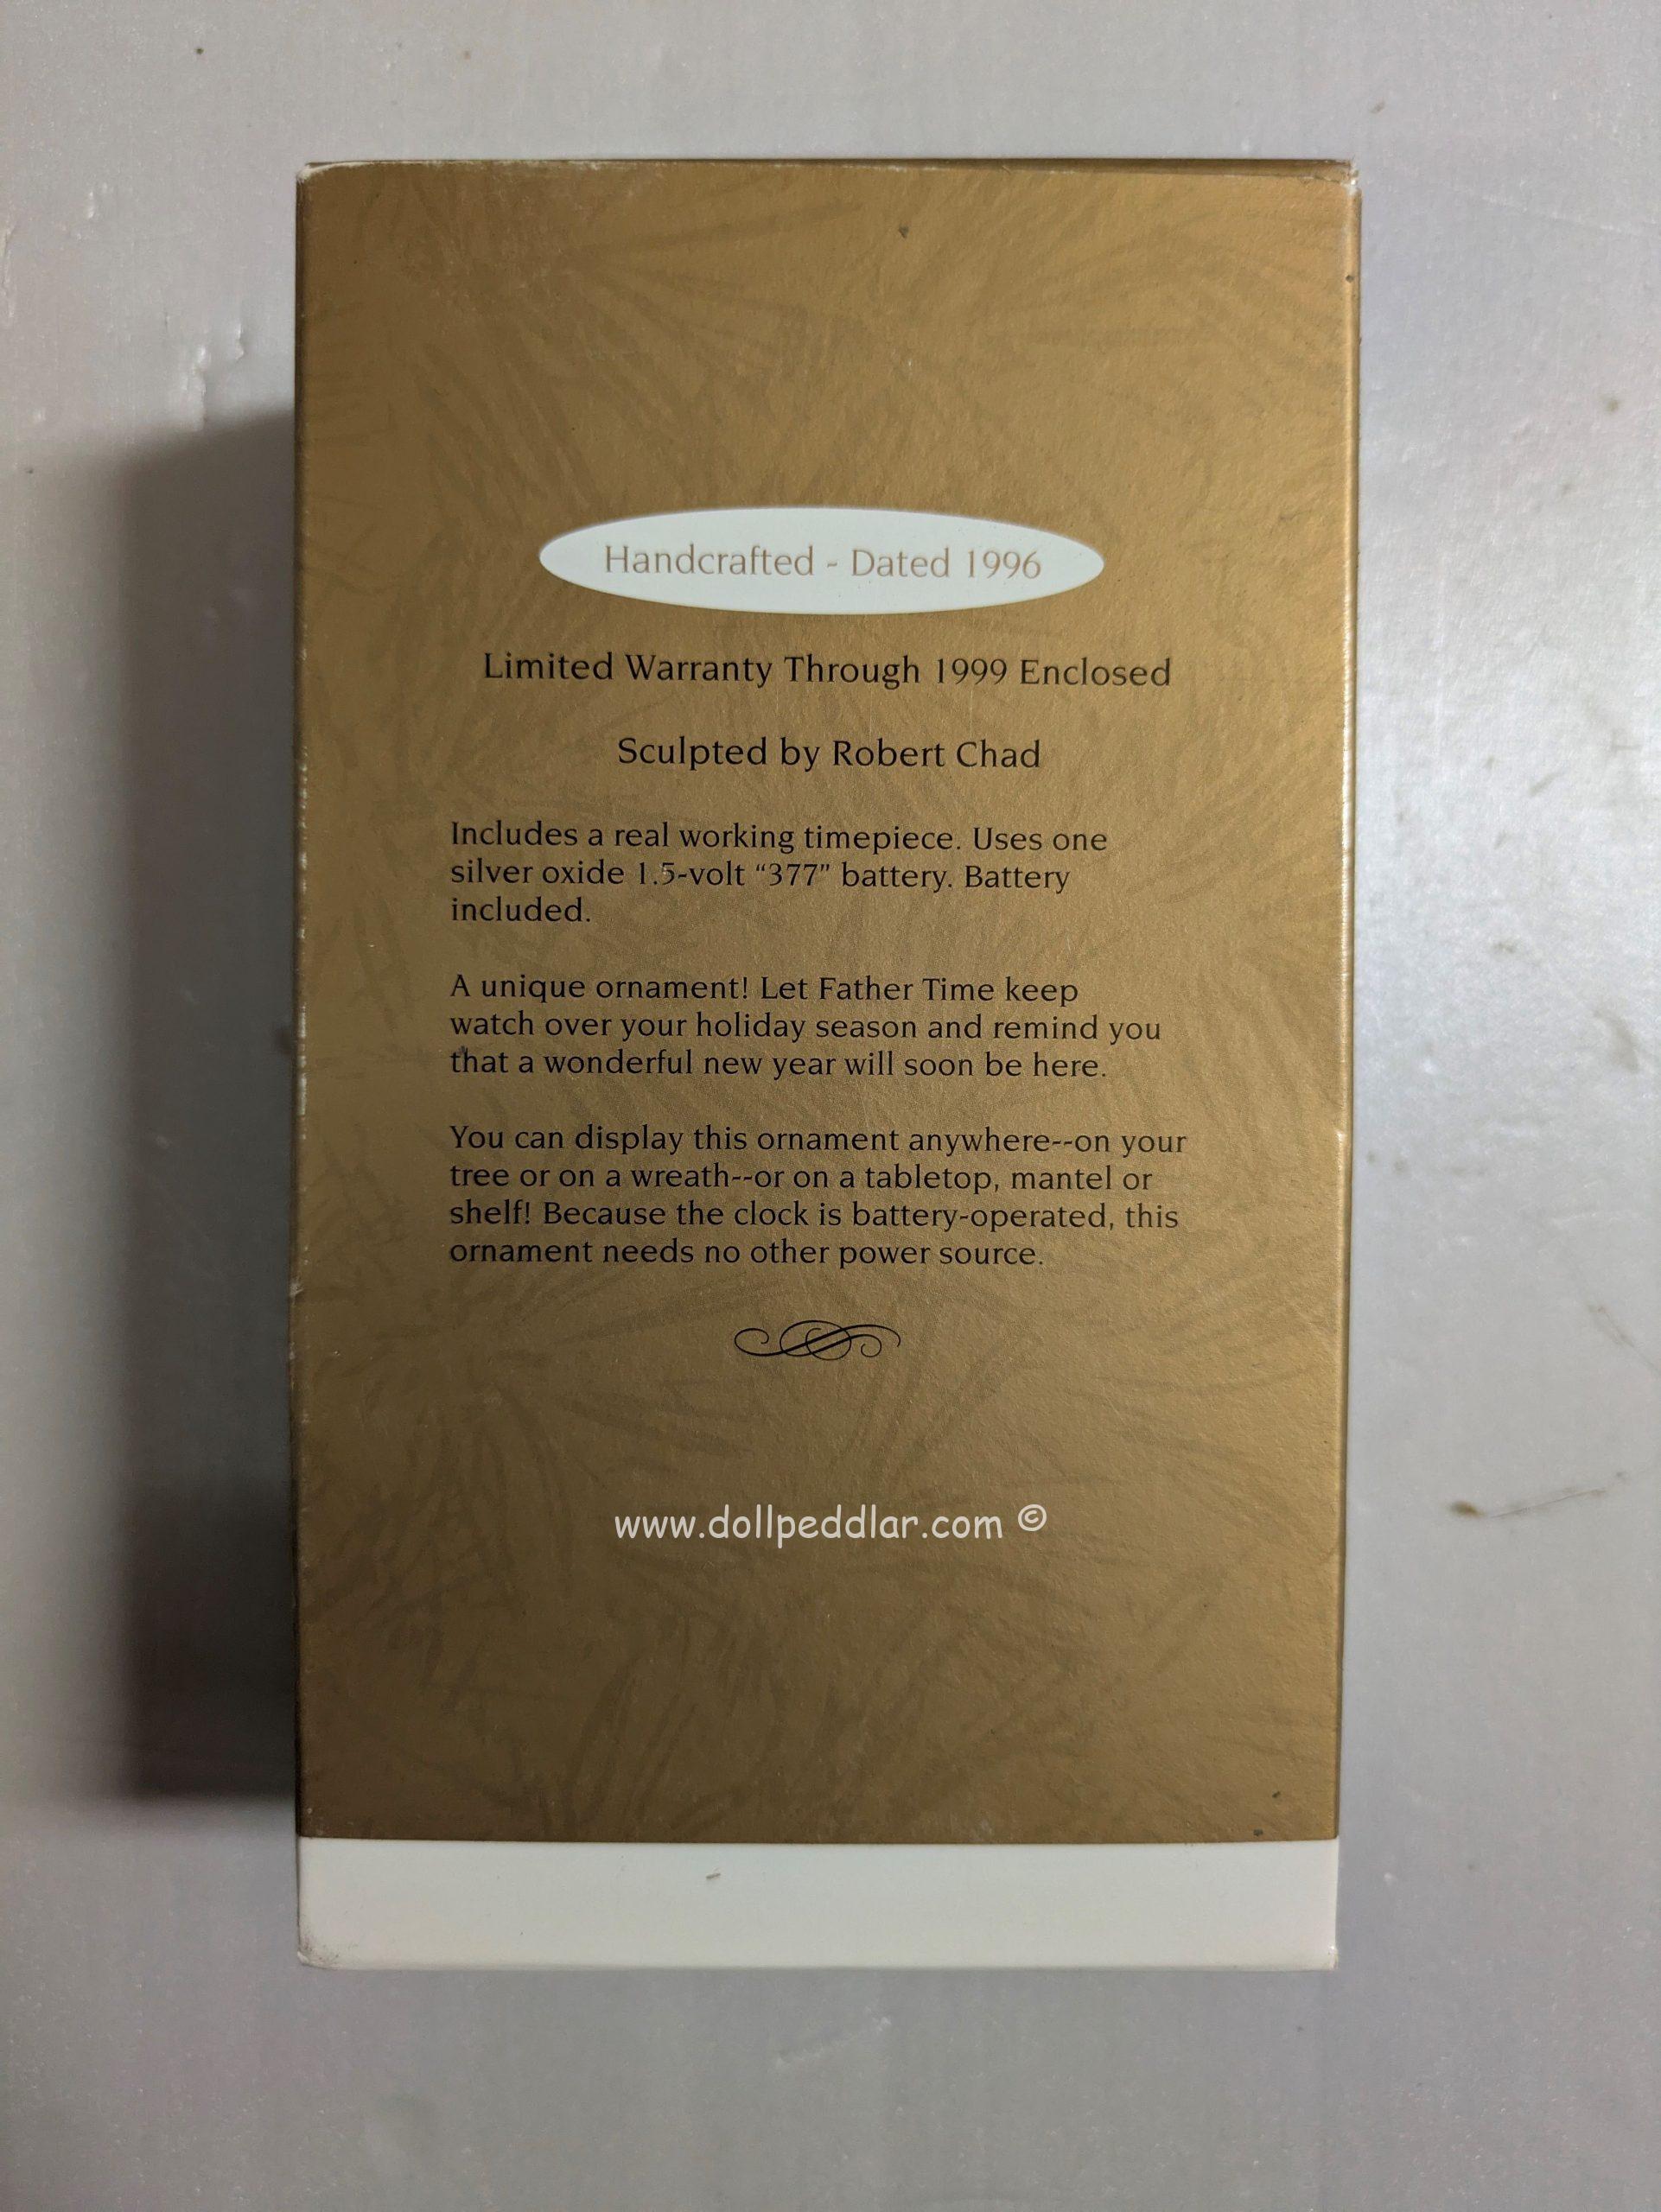 Handcrafted - Dated 1996
Limited Warranty Through 1999 Enclosed
Sculpted by Robert Chad
Includes a real working timepiece. Uses one
silver oxide 1.5-volt “377” battery. Battery
included.
A unique ornament! Let Father Time keep
watch over your holiday season and remind you
that a wonderful new year will soon be here.
You can display this ornament anywhere--on your
tree or on a wreath--or on a tabletop, mantel or
shelf! Because the clock is battery-operated, this
ornament needs no other power source.
www.dollpeddlar.com ©